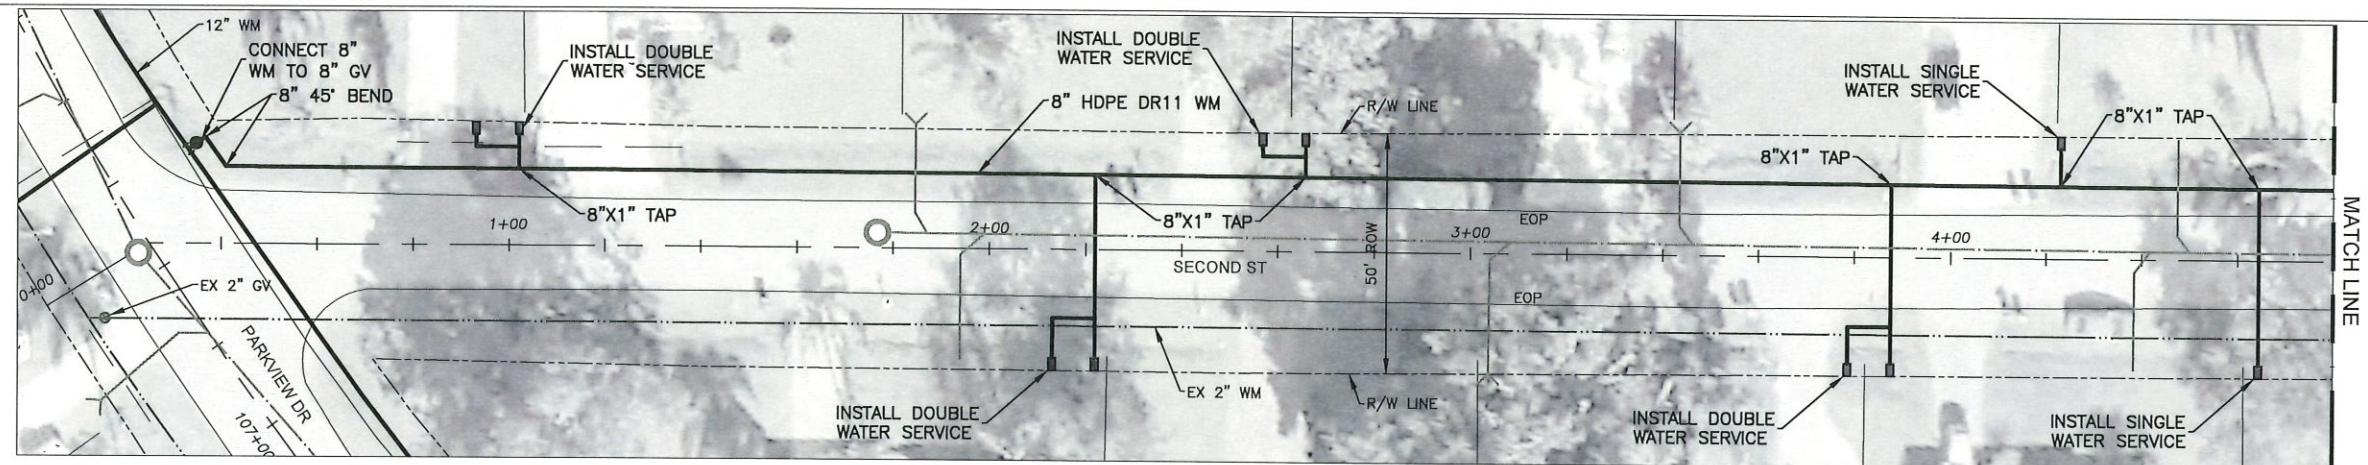 12" WM
CONNECT 8"
WM TO 8" GV
8" 45° BEND
INSTALL DOUBLE
WATER SERVICE
INSTALL DOUBLE
WATER SERVICE
8" HDPE DR11 WM
R/W LINE
INSTALL SINGLE
WATER SERVICE
8"X1" TAP
8"X1" TAP
8"X1" TAP
8"X1" TAP
1+00
2+00
3+00
4+00
EOP
50' ROW
SECOND ST
MATCH LINE
0+00
EX 2" GV
EOP
PARKVIEW DR
107+00
EX 2" WM
R/W LINE
INSTALL DOUBLE
WATER SERVICE
INSTALL DOUBLE
WATER SERVICE
INSTALL SINGLE
WATER SERVICE